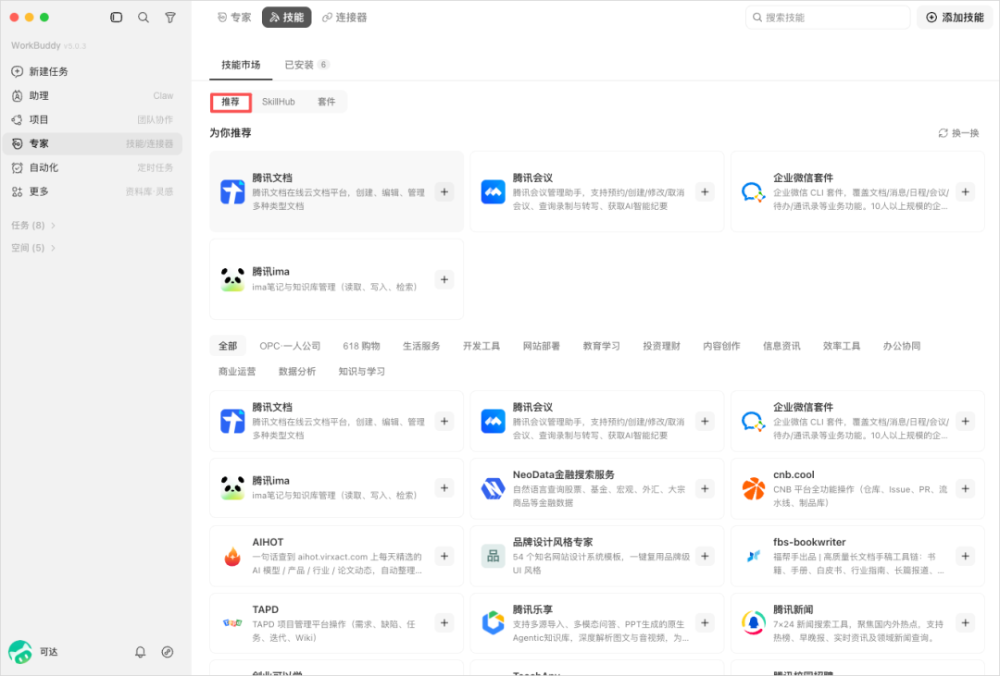 专家
技能
连接器
搜索技能
添加技能
WorkBuddy v5.0.3
新建任务
助理 Claw
项目 团队协作
专家 技能/连接器
自动化 定时任务
更多 资料库·灵感
任务 (8)
空间 (5)
技能市场
已安装 6
推荐
SkillHub
套件
为你推荐
换一换
腾讯文档
腾讯文档在线云文档平台，创建、编辑、管理
多种类型文档
腾讯会议
腾讯会议管理助手，支持预约/创建/修改/取消
会议、查询录制与转写、获取AI智能纪要
企业微信套件
企业微信 CLI 套件，覆盖文档/消息/日程/会议/
待办/通讯录等业务功能。10人以上规模的企...
腾讯ima
ima笔记与知识库管理（读取、写入、检索）
全部
OPC·一人公司
618 购物
生活服务
开发工具
网站部署
教育学习
投资理财
内容创作
信息资讯
效率工具
办公协同
商业运营
数据分析
知识与学习
腾讯文档
腾讯文档在线云文档平台，创建、编辑、管理
多种类型文档
腾讯会议
腾讯会议管理助手，支持预约/创建/修改/取消
会议、查询录制与转写、获取AI智能纪要
企业微信套件
企业微信 CLI 套件，覆盖文档/消息/日程/会议/
待办/通讯录等业务功能。10人以上规模的企...
腾讯ima
ima笔记与知识库管理（读取、写入、检索）
NeoData金融搜索服务
自然语言查询股票、基金、宏观、外汇、大宗
商品等金融数据
cnb.cool
CNB 平台全功能操作（仓库、Issue、PR、流
水线、制品库）
AIHOT
一句话查到 aihot.virxact.com 上每天精选的
AI 模型 / 产品 / 行业 / 论文动态，自动整理...
品
品牌设计风格专家
54 个知名网站设计系统模板，一键复用品牌级
UI 风格
fbs-bookwriter
福帮手出品 | 高质量长文档手稿工具链：书
籍、手册、白皮书、行业指南、长篇报道、...
TAPD
TAPD 项目管理平台操作（需求、缺陷、任
务、迭代、Wiki）
腾讯乐享
支持多源导入、多模态问答、PPT生成的原生
Agentic知识库，深度解析图文与音视频，为...
腾讯新闻
7×24 新闻搜索工具，聚焦国内外热点，支持
热榜、早晚报、实时资讯及领域新闻查询。
可达